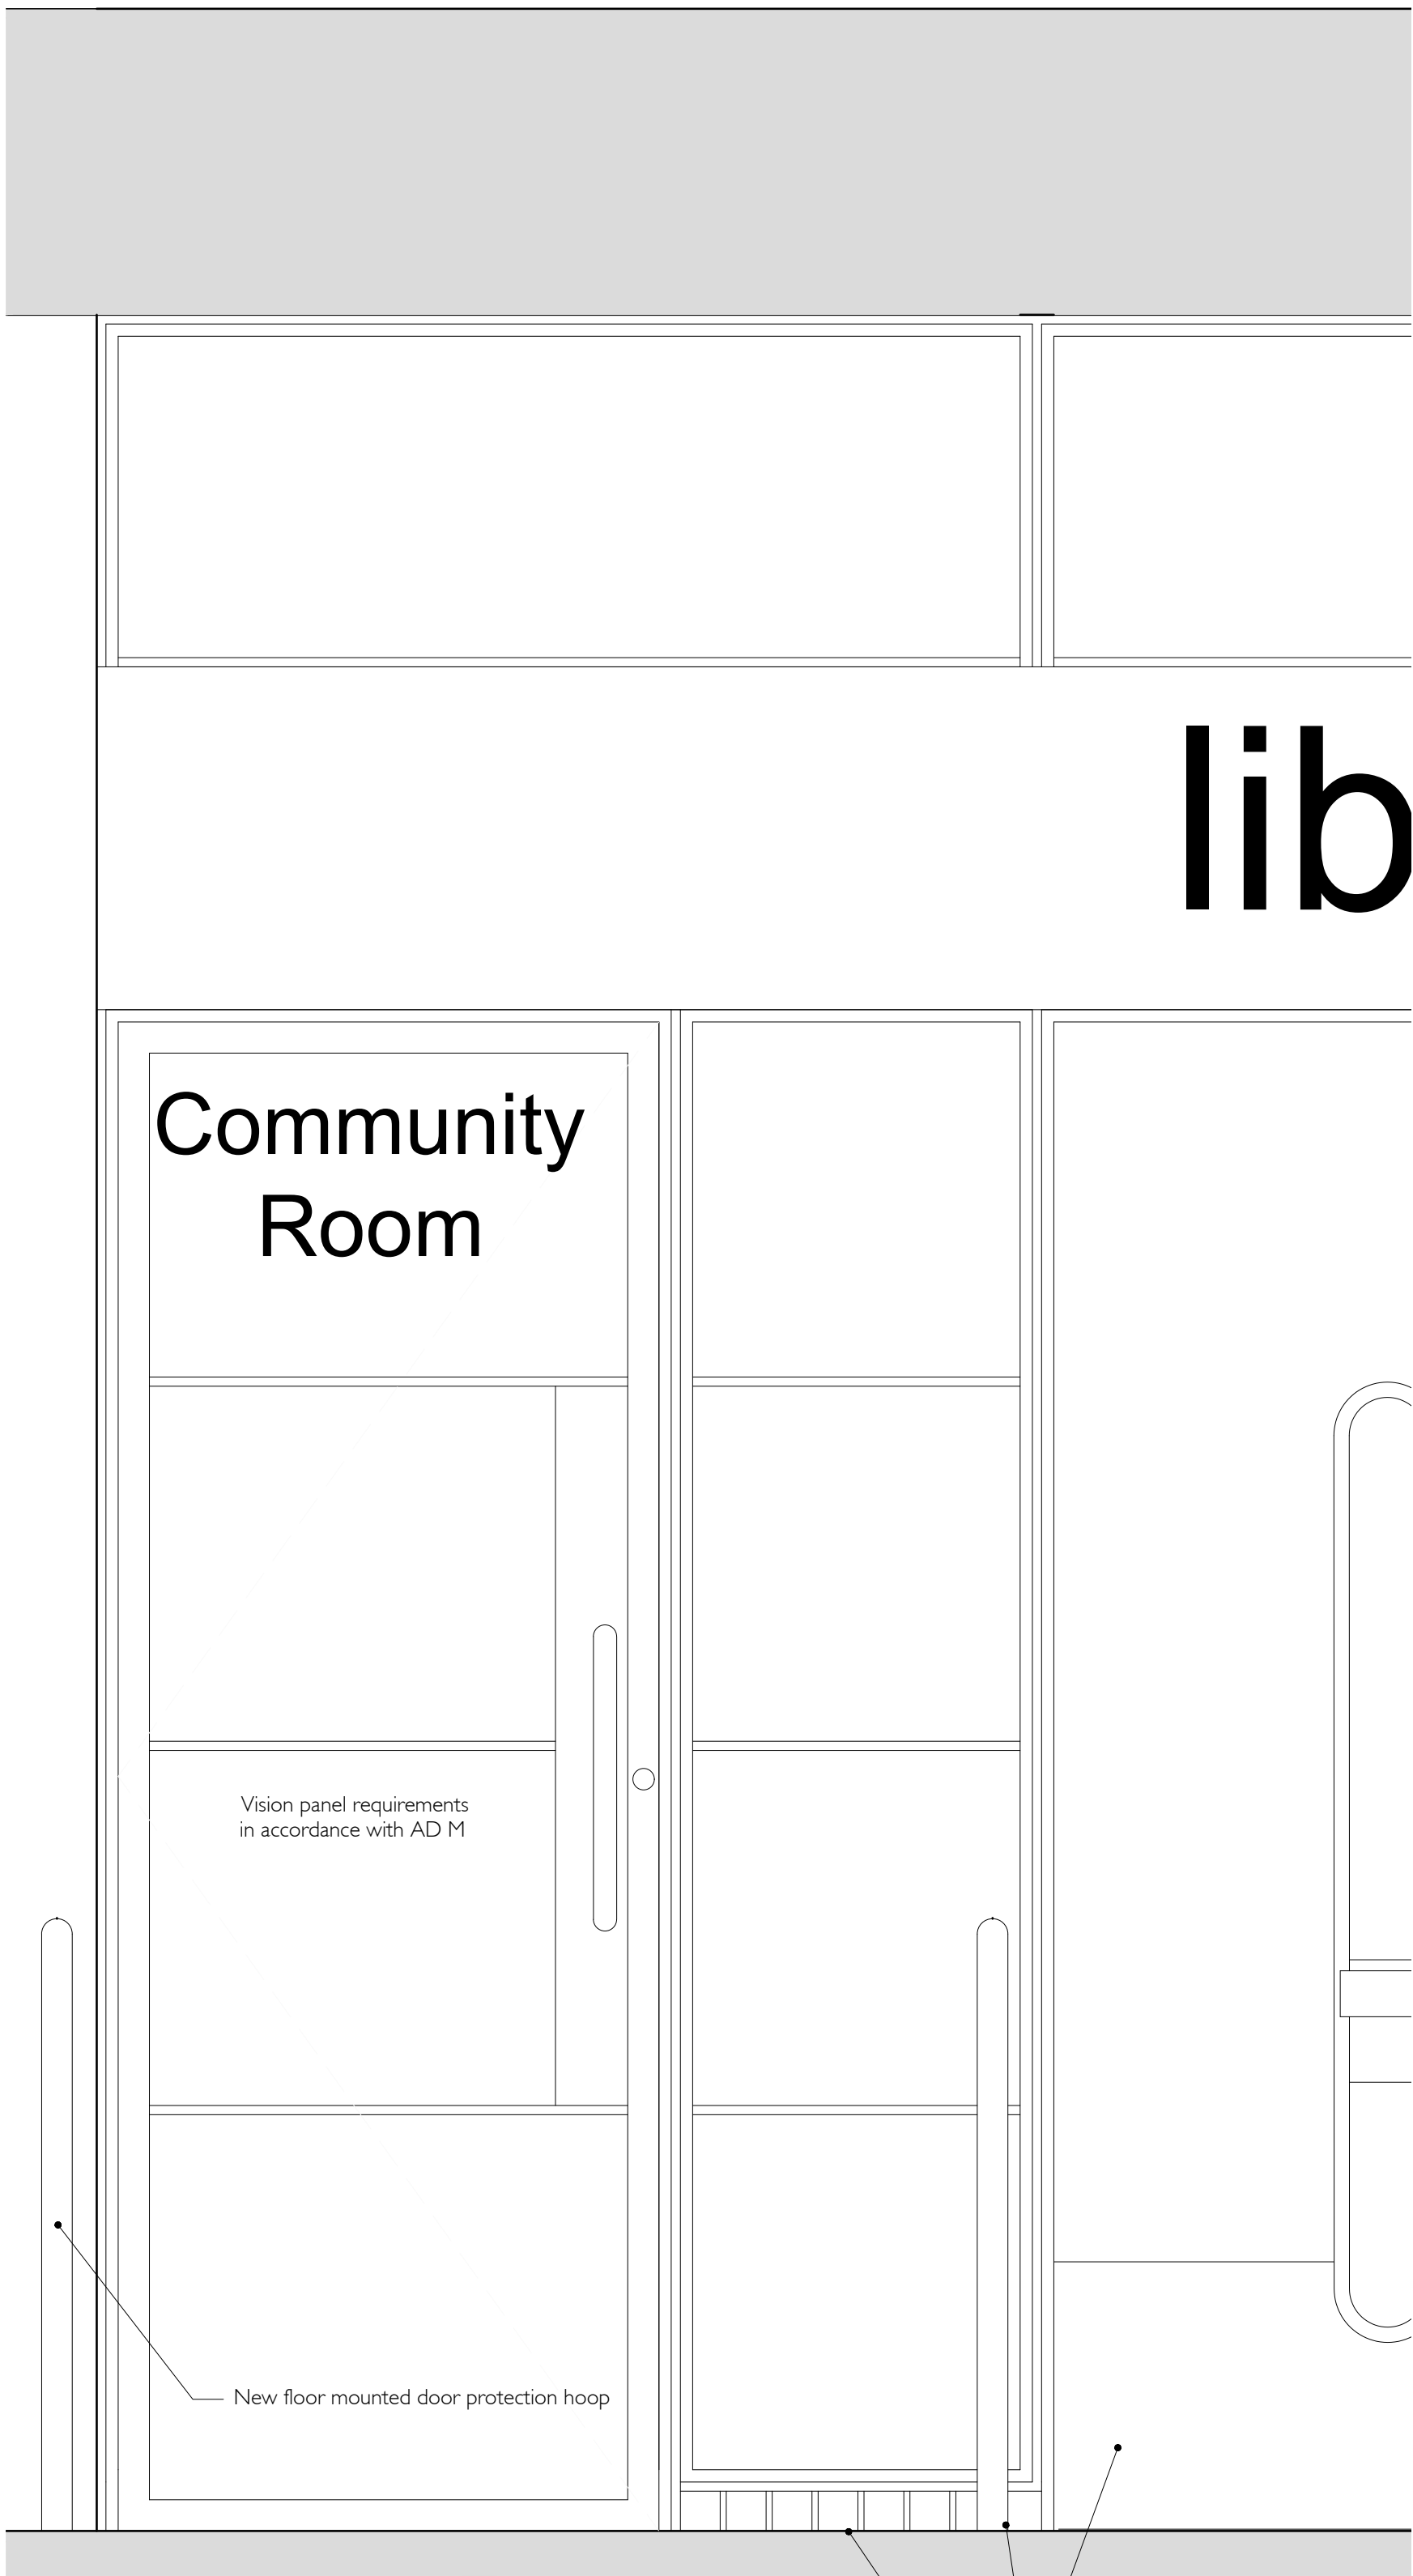 lib
Community
Room
Vision panel requirements
in accordance with AD M
New floor mounted door protection hoop